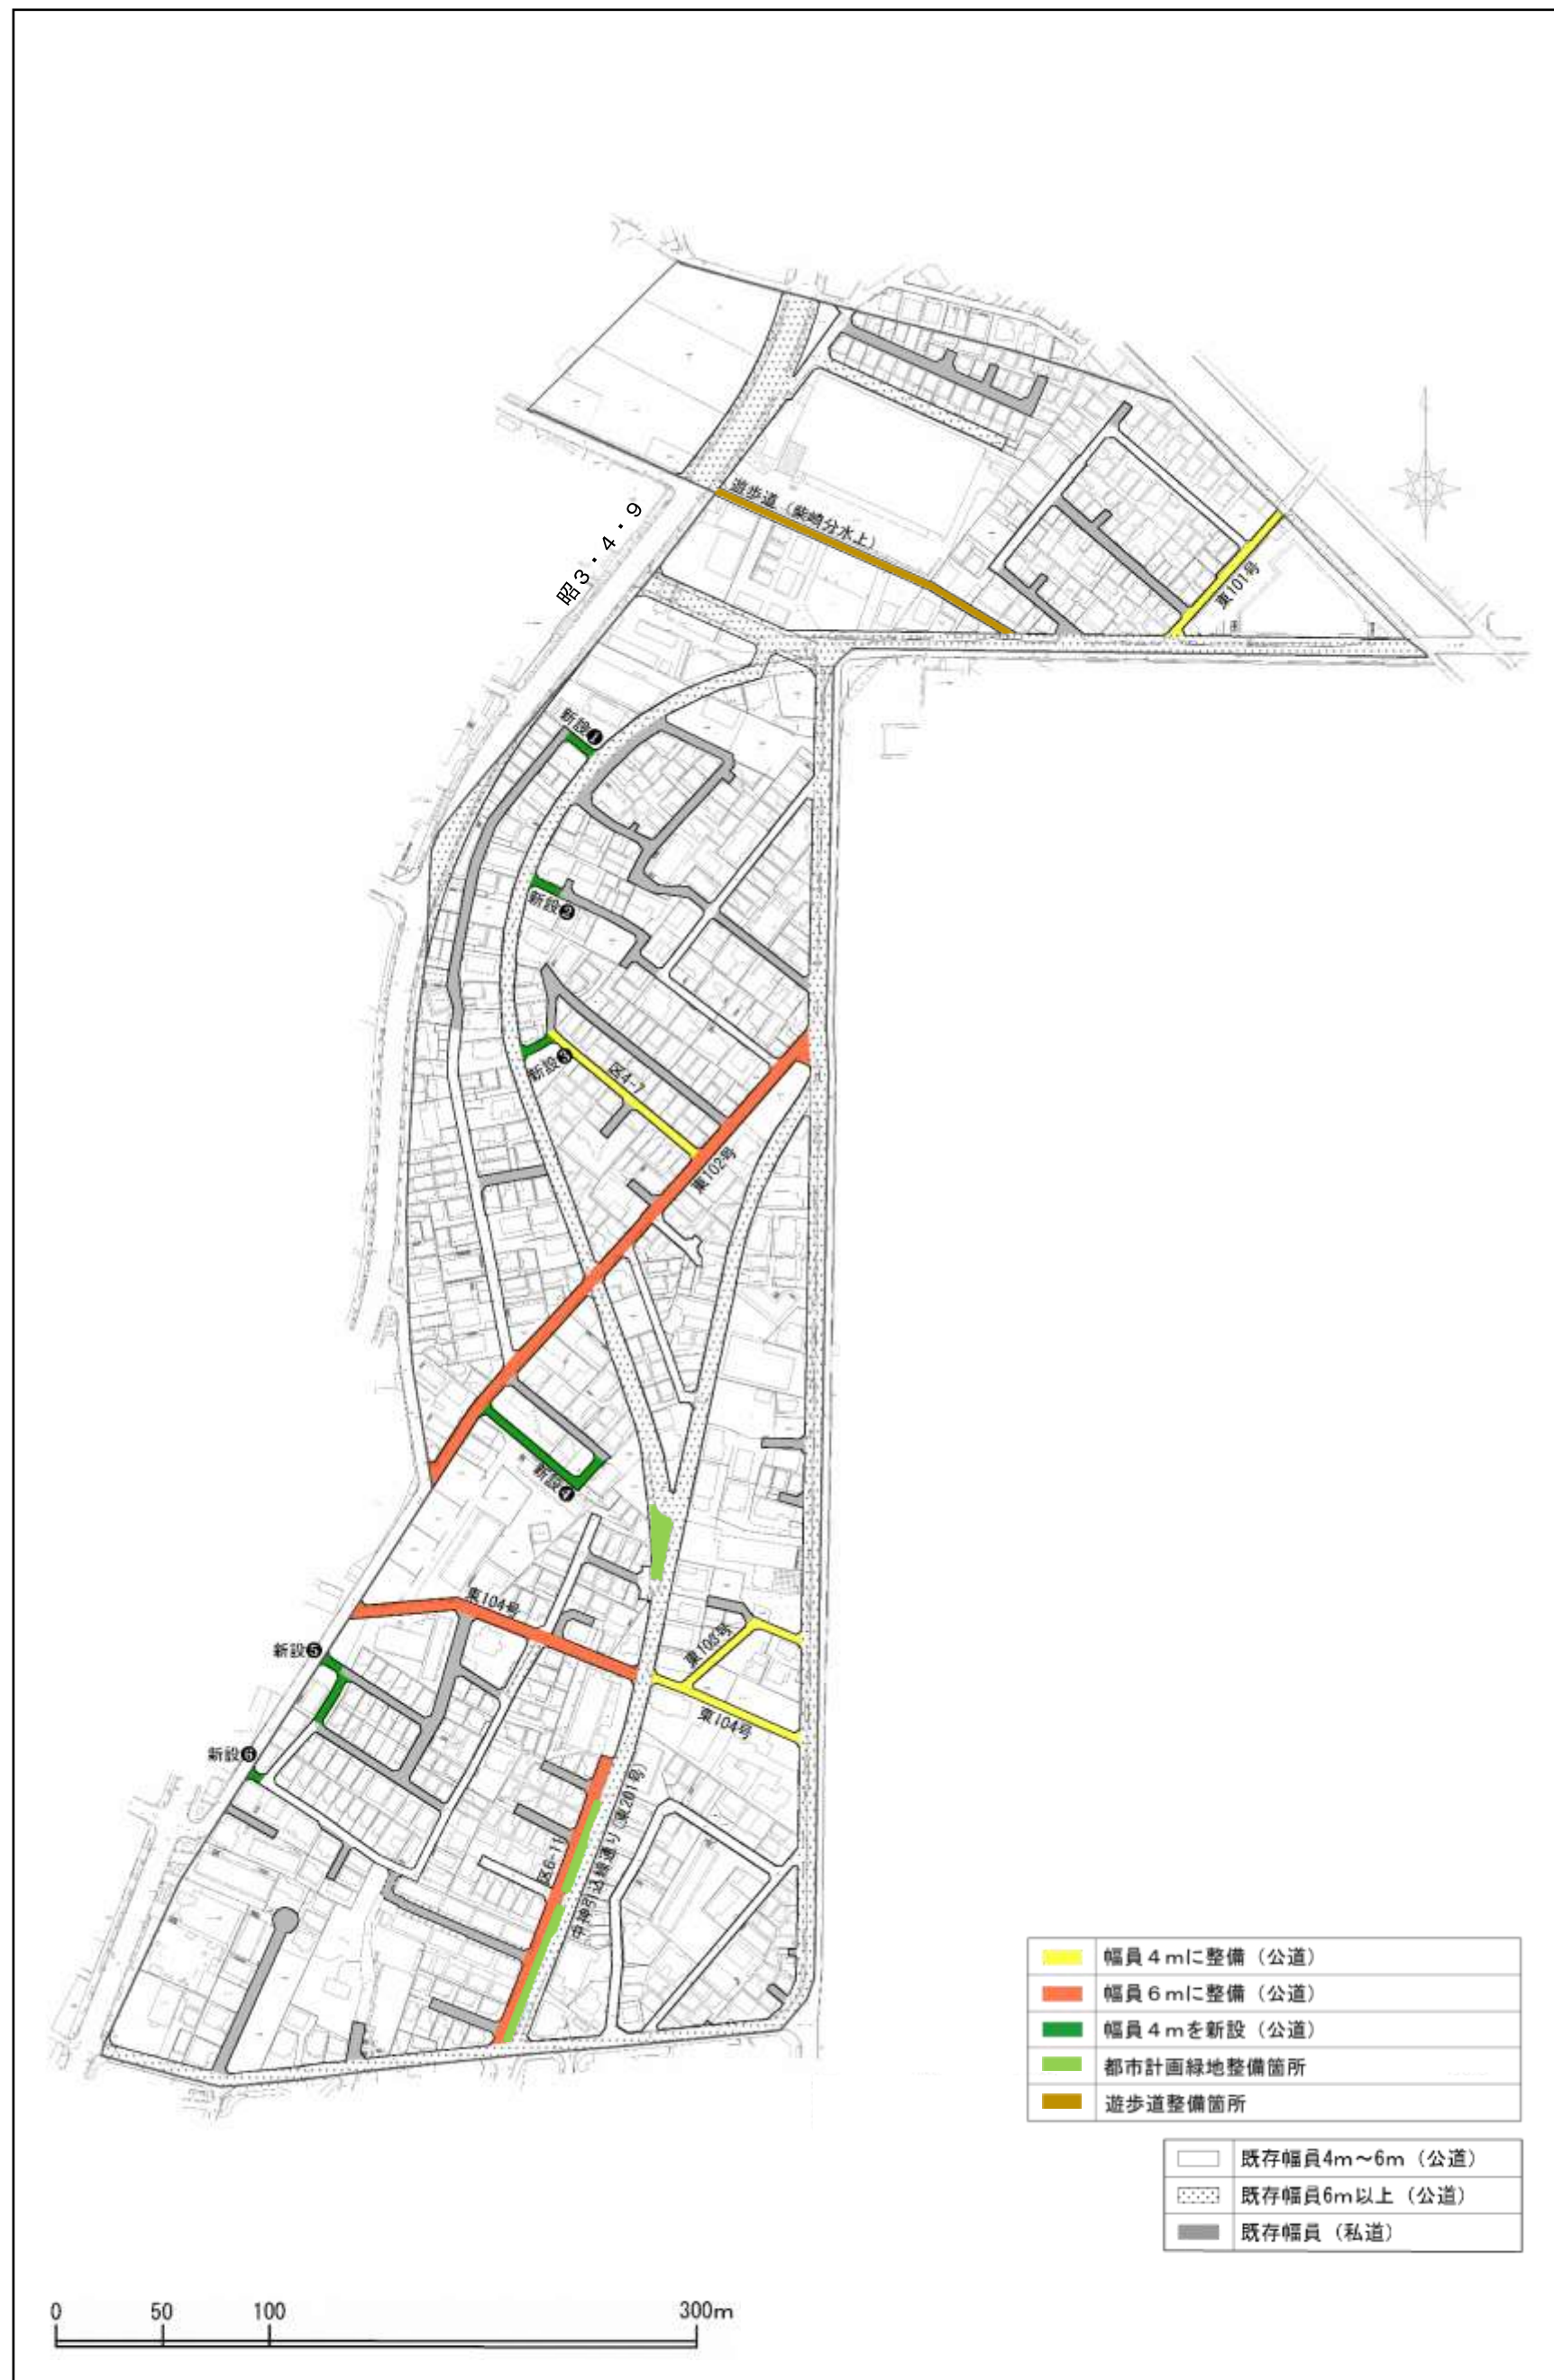 遊歩道（柴崎分水上）
昭3・4・9
東101号
新設❶
新設❷
新設❸
区4-7
東102号
新設❹
東104号
新設❺
東104号
新設❻
区6-11
中神引込線通り（東201号）
幅員４ｍに整備（公道）
幅員６ｍに整備（公道）
幅員４ｍを新設（公道）
都市計画緑地整備箇所
遊歩道整備箇所
既存幅員4m～6m（公道）
既存幅員6m以上（公道）
既存幅員（私道）
0 50 100 300m